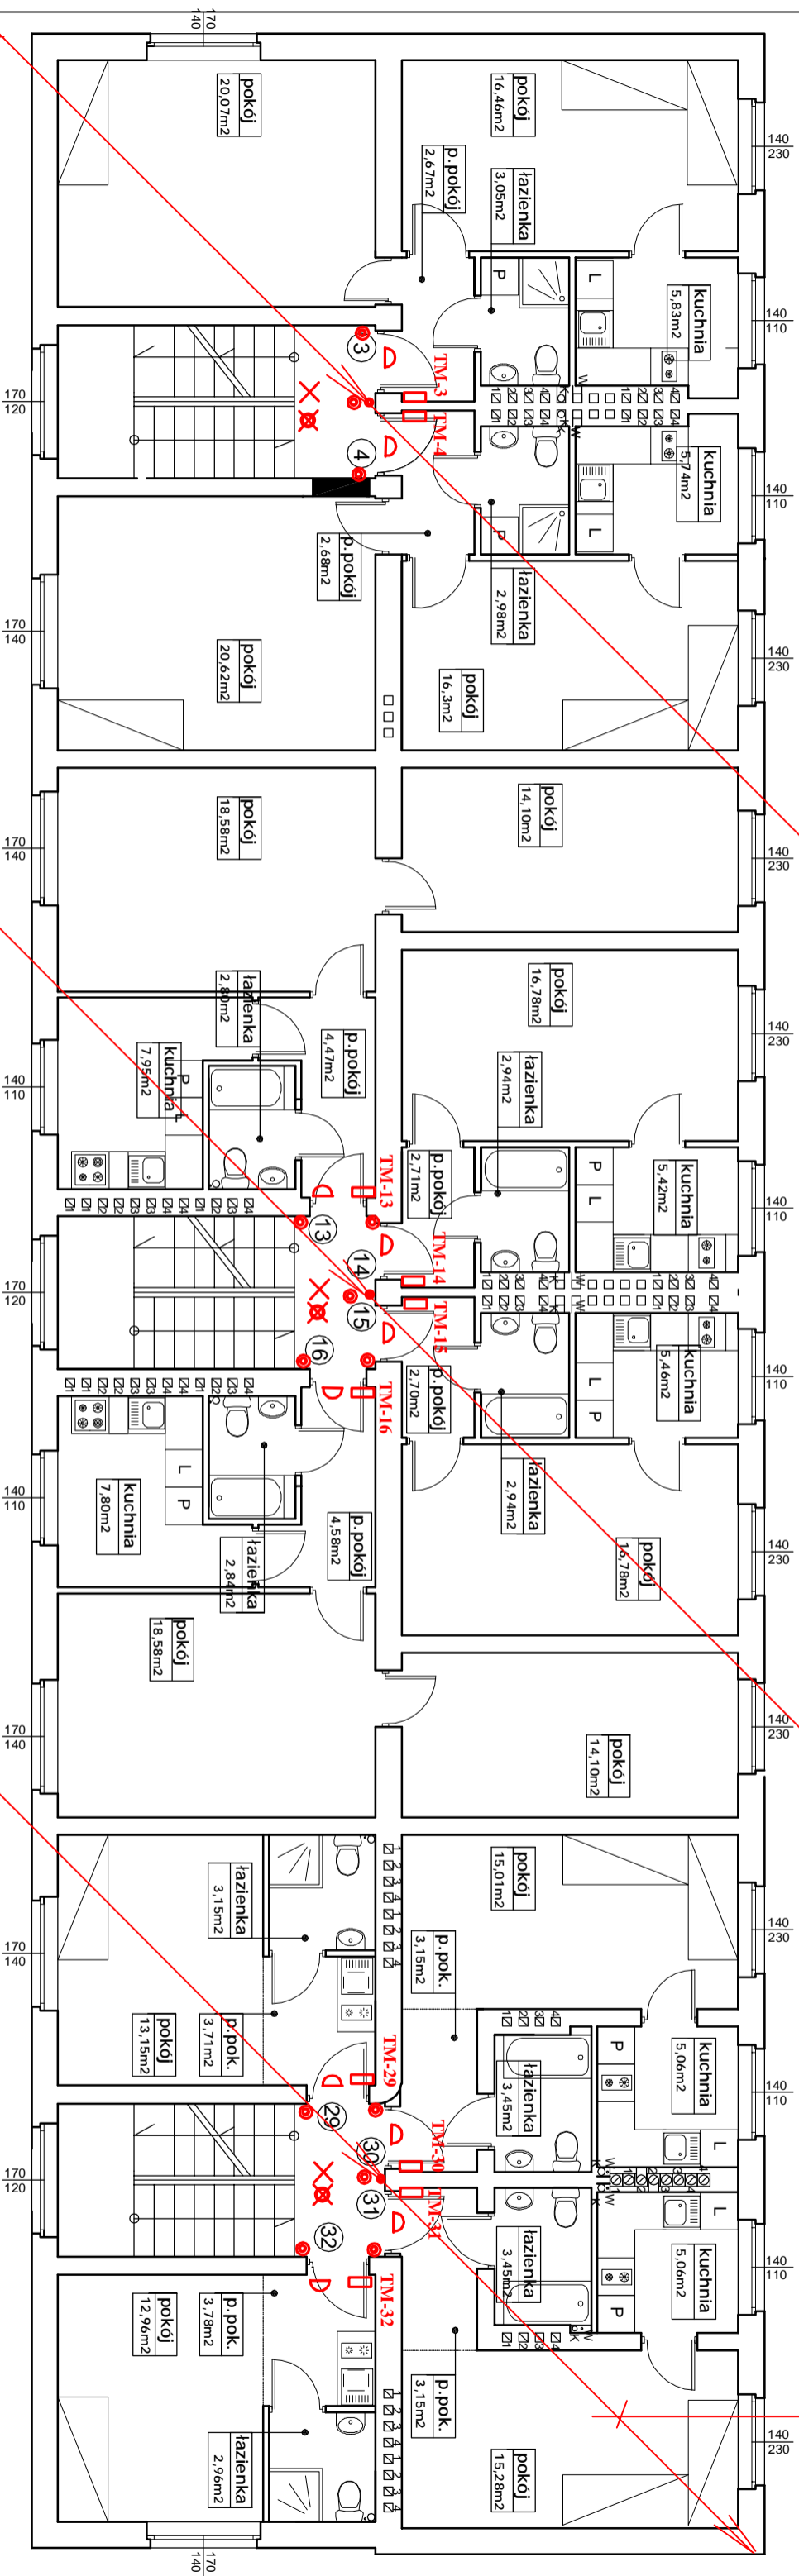 170
140
140
230
140
110
140
110
140
230
140
230
140
230
140
110
140
110
140
230
140
230
140
230
140
110
140
110
140
230
170
120
170
140
170
140
140
110
170
120
140
110
170
140
170
140
170
120
170
140
pokój
20,07m2
pokój
16,46m2
p.pokój
2,67m2
łazienka
3,05m2
kuchnia
5,83m2
P
L
3
TM-3
TM-4
4
kuchnia
5,74m2
P
L
p.pokój
2,68m2
łazienka
2,98m2
pokój
20,62m2
pokój
16,3m2
pokój
18,58m2
pokój
14,10m2
pokój
16,78m2
łazienka
2,80m2
p.pokój
4,47m2
kuchnia
7,95m2
P
L
łazienka
2,94m2
p.pokój
2,71m2
kuchnia
5,42m2
P
L
TM-13
13
14
TM-14
TM-15
15
16
TM-16
p.pokój
2,70m2
kuchnia
5,46m2
L
P
łazienka
2,94m2
pokój
16,78m2
kuchnia
7,80m2
L
P
p.pokój
4,58m2
łazienka
2,84m2
pokój
18,58m2
pokój
14,10m2
łazienka
3,15m2
pokój
15,01m2
p.pok.
3,15m2
pokój
13,15m2
p.pok.
3,71m2
kuchnia
5,06m2
P
L
łazienka
3,45m2
TM-29
29
30
TM-30
TM-31
31
32
TM-32
łazienka
3,45m2
kuchnia
5,06m2
L
P
pokój
12,96m2
p.pok.
3,78m2
p.pok.
3,15m2
łazienka
2,96m2
pokój
15,28m2